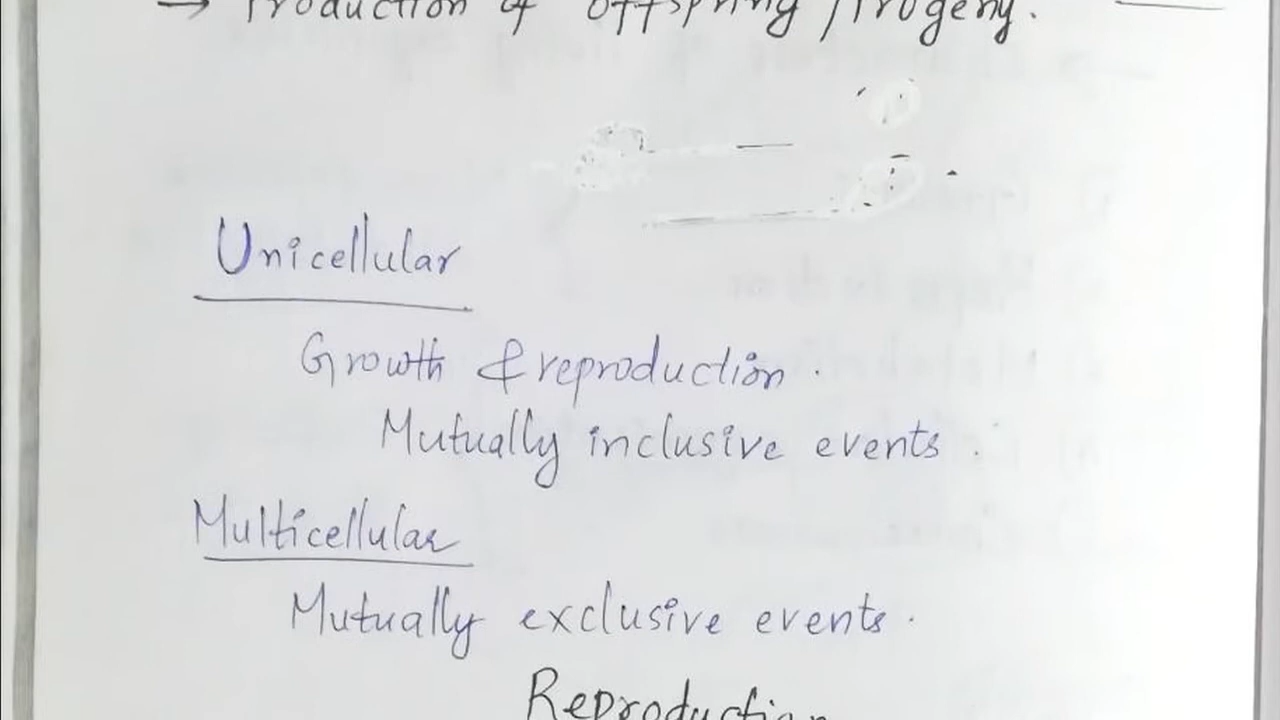 → Production of offspring / Progeny.
Unicellular
Growth & reproduction.
Mutually inclusive events.
Multicellular
Mutually exclusive events.
Reproduction